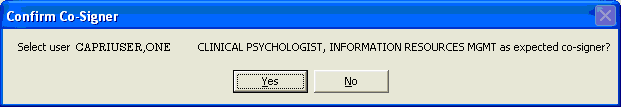 Confirm Co-Signer
Select user CAPRIUSER,ONE CLINICAL PSYCHOLOGIST, INFORMATION RESOURCES MGMT as expected co-signer?
Yes No